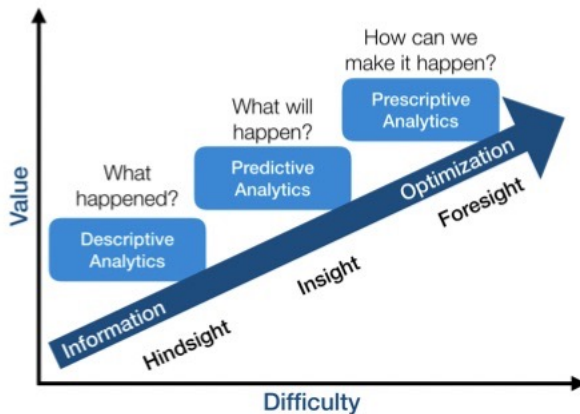 How can we
make it happen?
Prescriptive
Analytics
What will
happen?
Predictive
Analytics
What
happened?
Descriptive
Analytics
Value
Information
Optimization
Hindsight
Insight
Foresight
Difficulty